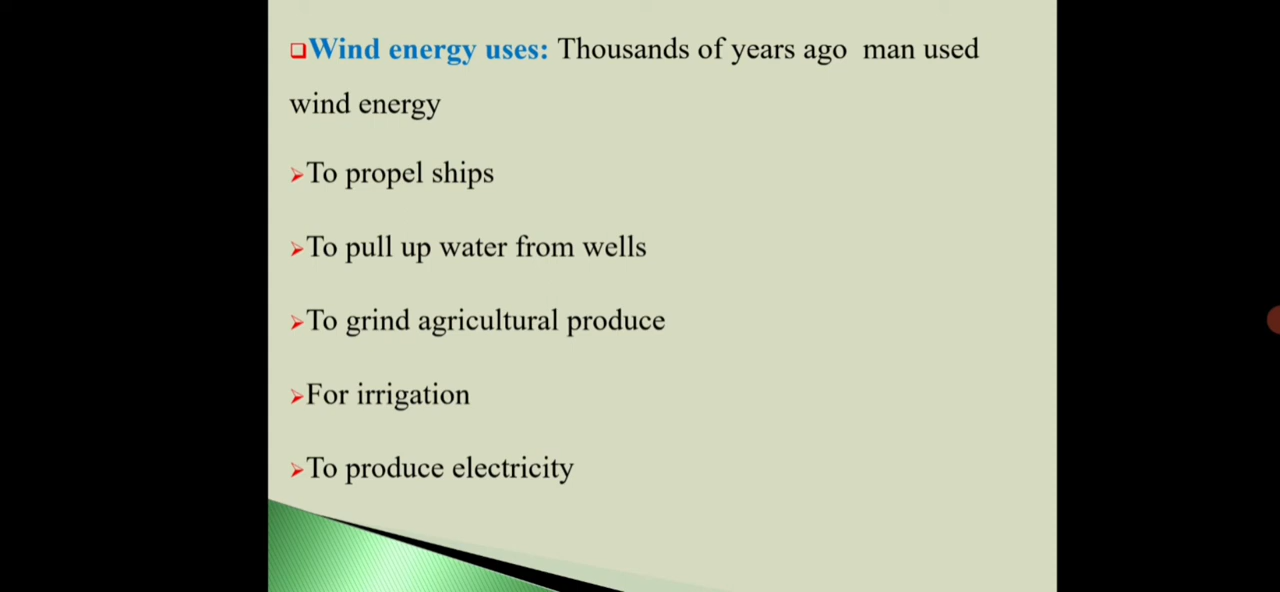 Wind energy uses: Thousands of years ago man used
wind energy
To propel ships
To pull up water from wells
To grind agricultural produce
For irrigation
To produce electricity